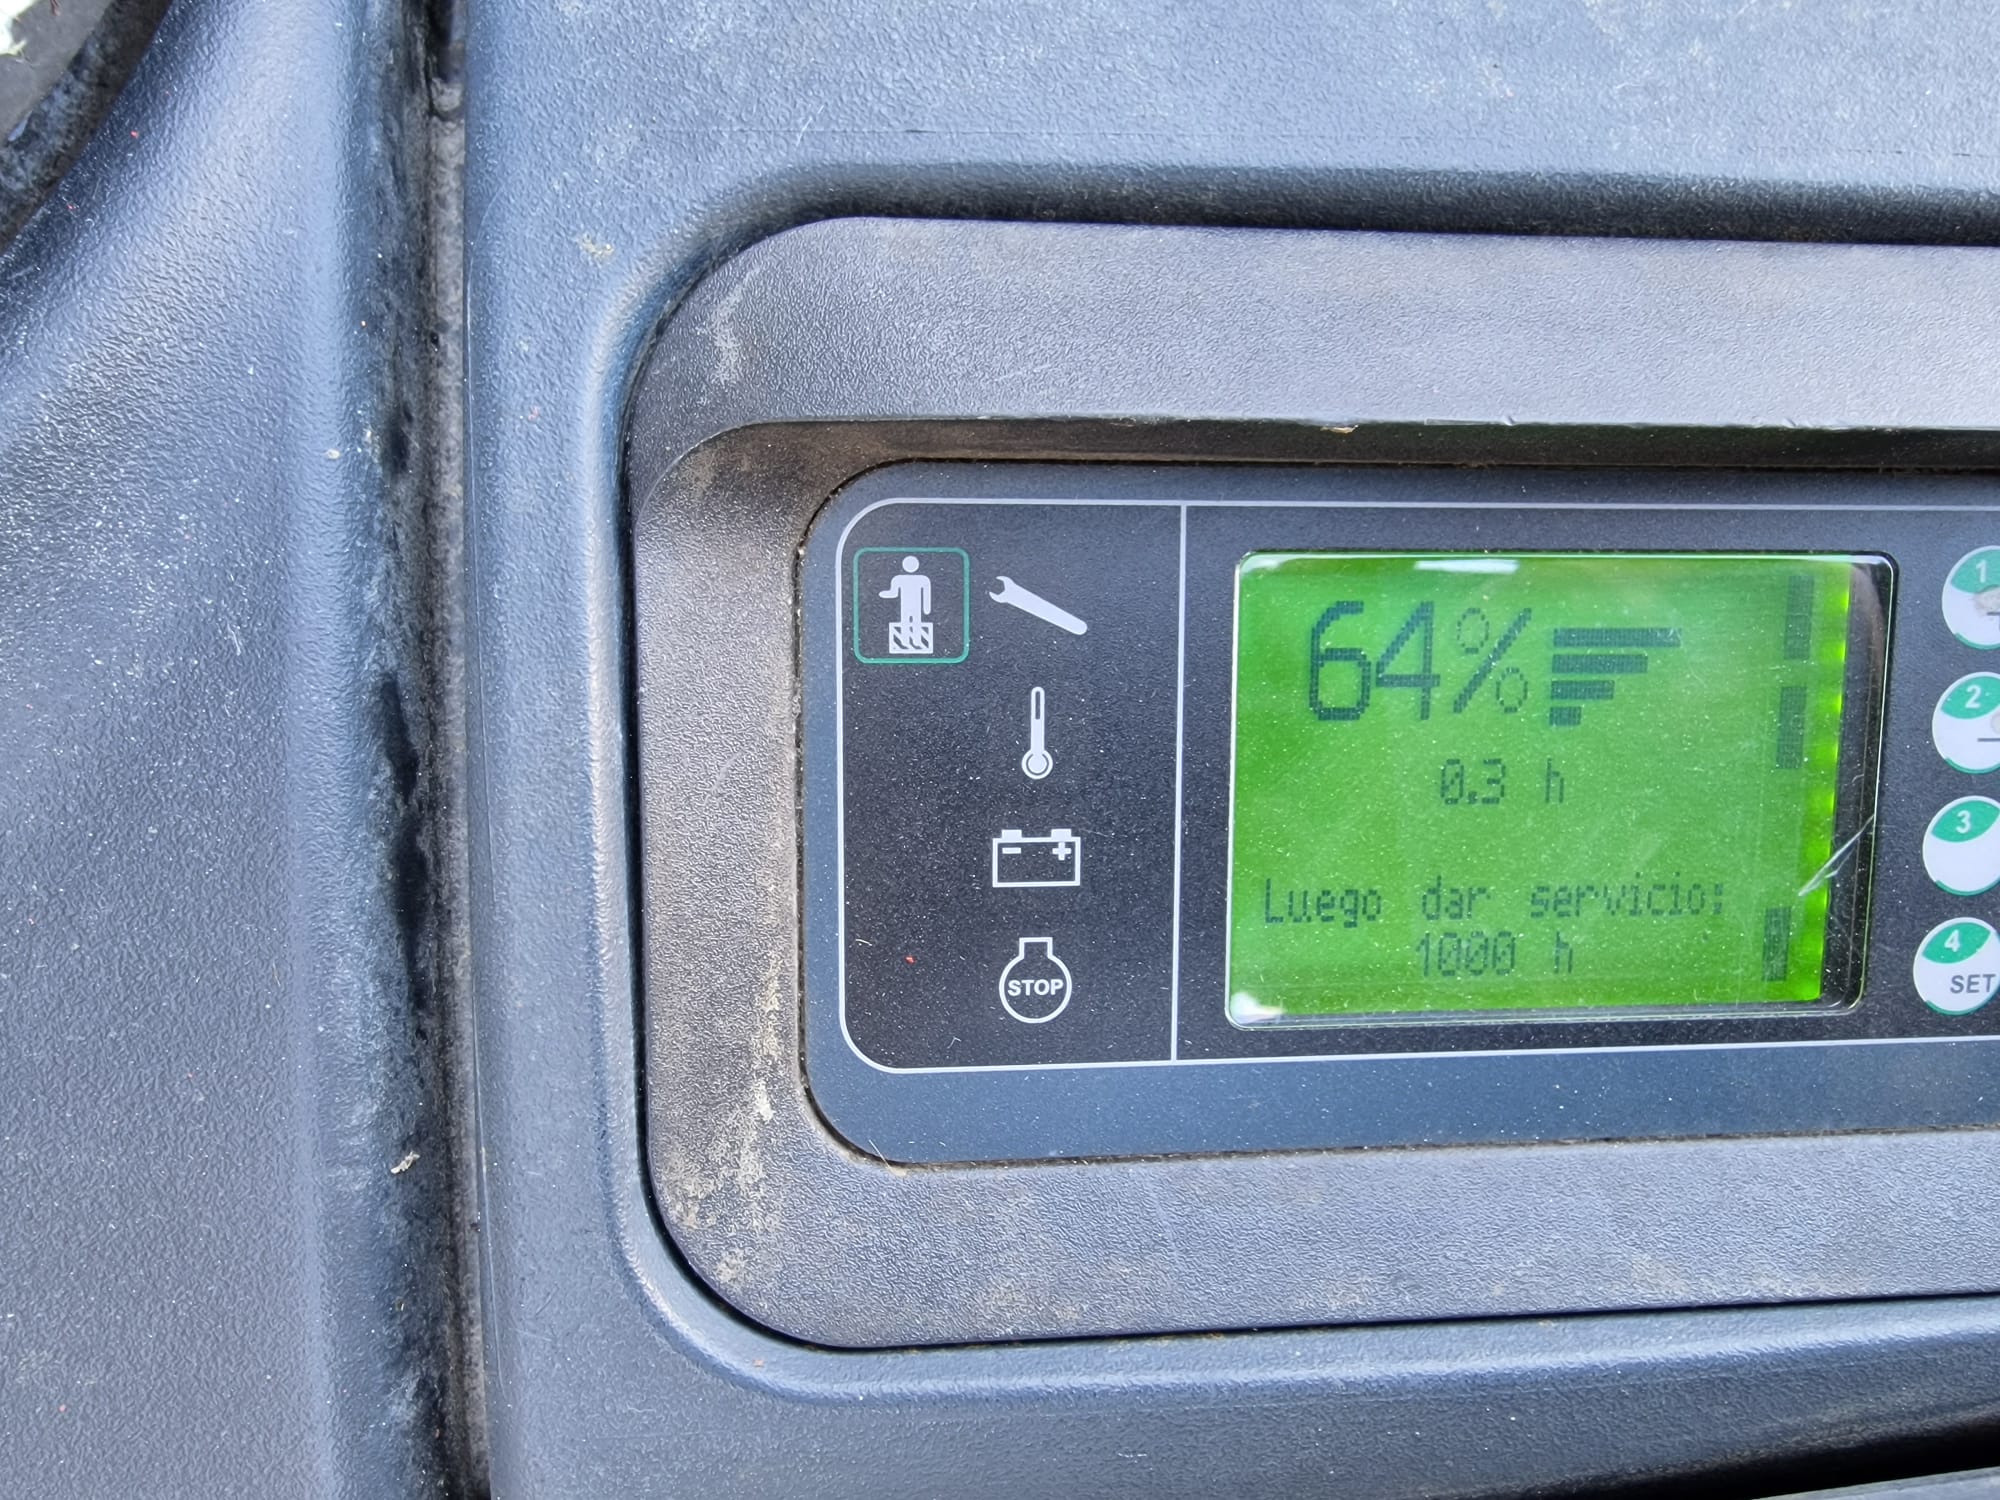 64%
0.3 h
Luego dar servicio:
1000 h
STOP
1
2
3
4
SET